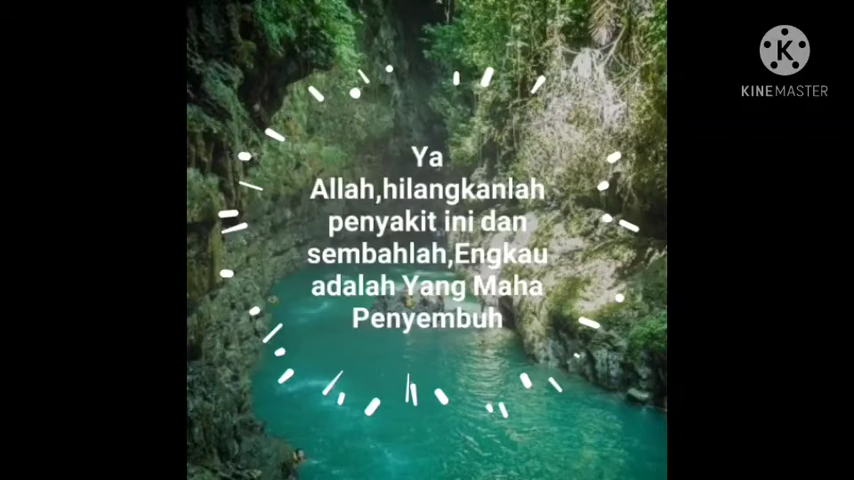 Ya
Allah,hilangkanlah
penyakit ini dan
sembahlah,Engkau
adalah Yang Maha
Penyembuh
K
KINEMASTER